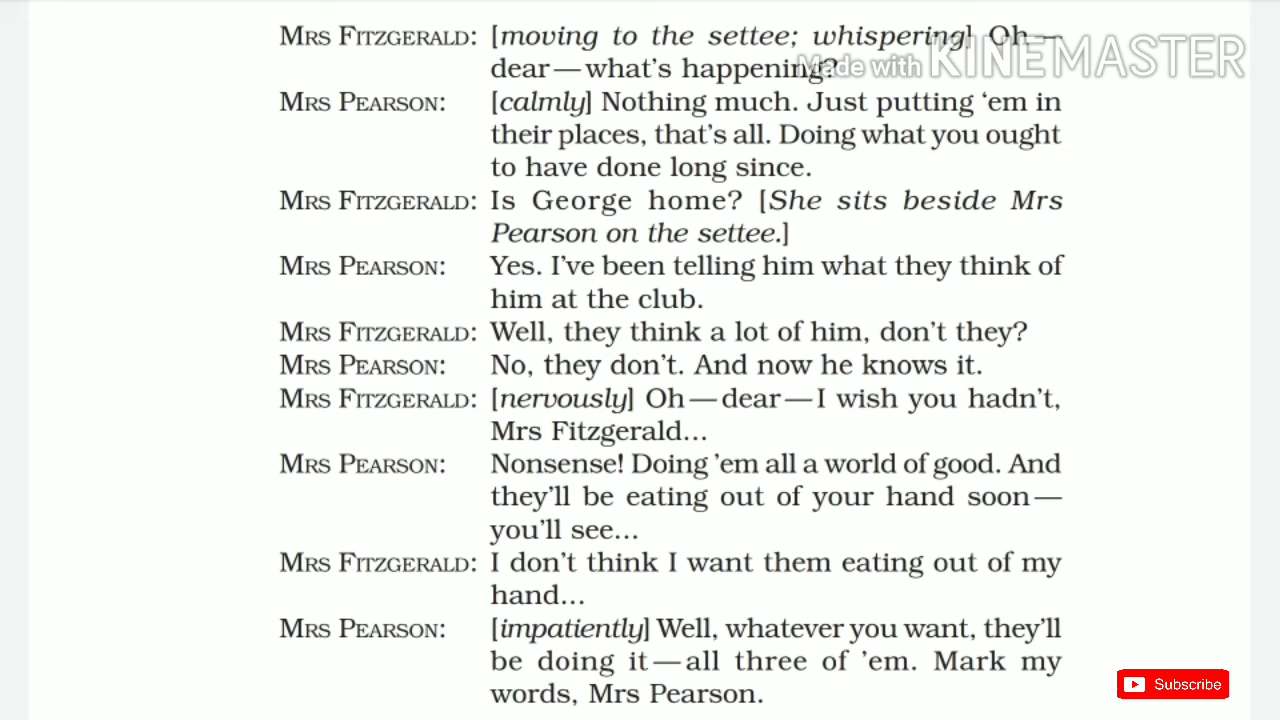 MRS FITZGERALD: [moving to the settee; whispering] Oh—
Made with KINEMASTER
dear—what's happening?
MRS PEARSON: [calmly] Nothing much. Just putting ‘em in
their places, that's all. Doing what you ought
to have done long since.
MRS FITZGERALD: Is George home? [She sits beside Mrs
Pearson on the settee.]
MRS PEARSON: Yes. I've been telling him what they think of
him at the club.
MRS FITZGERALD: Well, they think a lot of him, don't they?
MRS PEARSON: No, they don't. And now he knows it.
MRS FITZGERALD: [nervously] Oh—dear—I wish you hadn't,
Mrs Fitzgerald...
MRS PEARSON: Nonsense! Doing ’em all a world of good. And
they'll be eating out of your hand soon—
you'll see...
MRS FITZGERALD: I don't think I want them eating out of my
hand...
MRS PEARSON: [impatiently] Well, whatever you want, they'll
be doing it—all three of ’em. Mark my
words, Mrs Pearson.
Subscribe